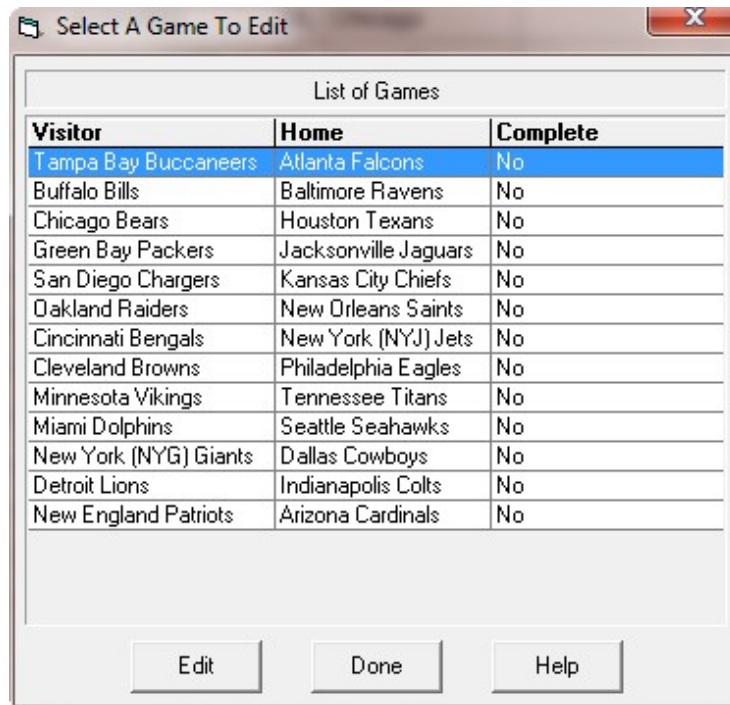 Select A Game To Edit
List of Games
Visitor Home Complete
Tampa Bay Buccaneers Atlanta Falcons No
Buffalo Bills Baltimore Ravens No
Chicago Bears Houston Texans No
Green Bay Packers Jacksonville Jaguars No
San Diego Chargers Kansas City Chiefs No
Oakland Raiders New Orleans Saints No
Cincinnati Bengals New York (NYJ) Jets No
Cleveland Browns Philadelphia Eagles No
Minnesota Vikings Tennessee Titans No
Miami Dolphins Seattle Seahawks No
New York (NYG) Giants Dallas Cowboys No
Detroit Lions Indianapolis Colts No
New England Patriots Arizona Cardinals No
Edit Done Help